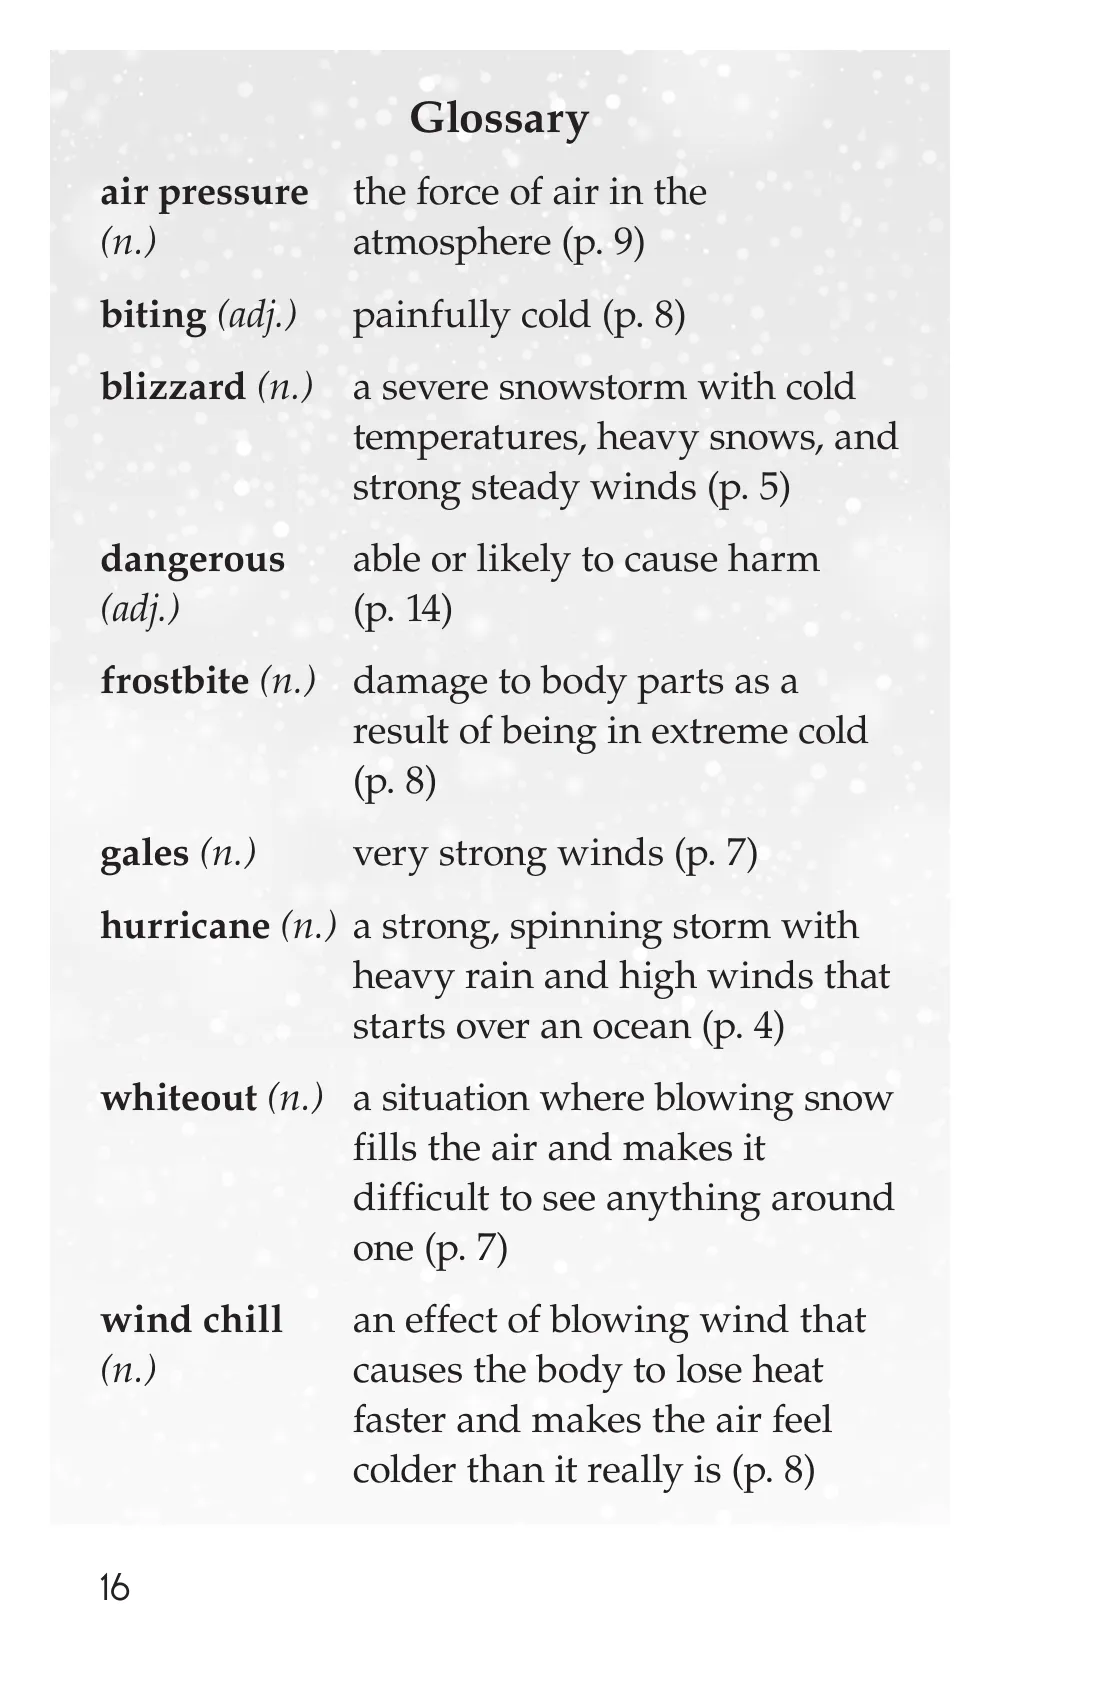 Glossary
air pressure the force of air in the
(n.) atmosphere (p. 9)
biting (adj.) painfully cold (p. 8)
blizzard (n.) a severe snowstorm with cold
temperatures, heavy snows, and
strong steady winds (p. 5)
dangerous able or likely to cause harm
(adj.) (p. 14)
frostbite (n.) damage to body parts as a
result of being in extreme cold
(p. 8)
gales (n.) very strong winds (p. 7)
hurricane (n.) a strong, spinning storm with
heavy rain and high winds that
starts over an ocean (p. 4)
whiteout (n.) a situation where blowing snow
fills the air and makes it
difficult to see anything around
one (p. 7)
wind chill an effect of blowing wind that
(n.) causes the body to lose heat
faster and makes the air feel
colder than it really is (p. 8)
16